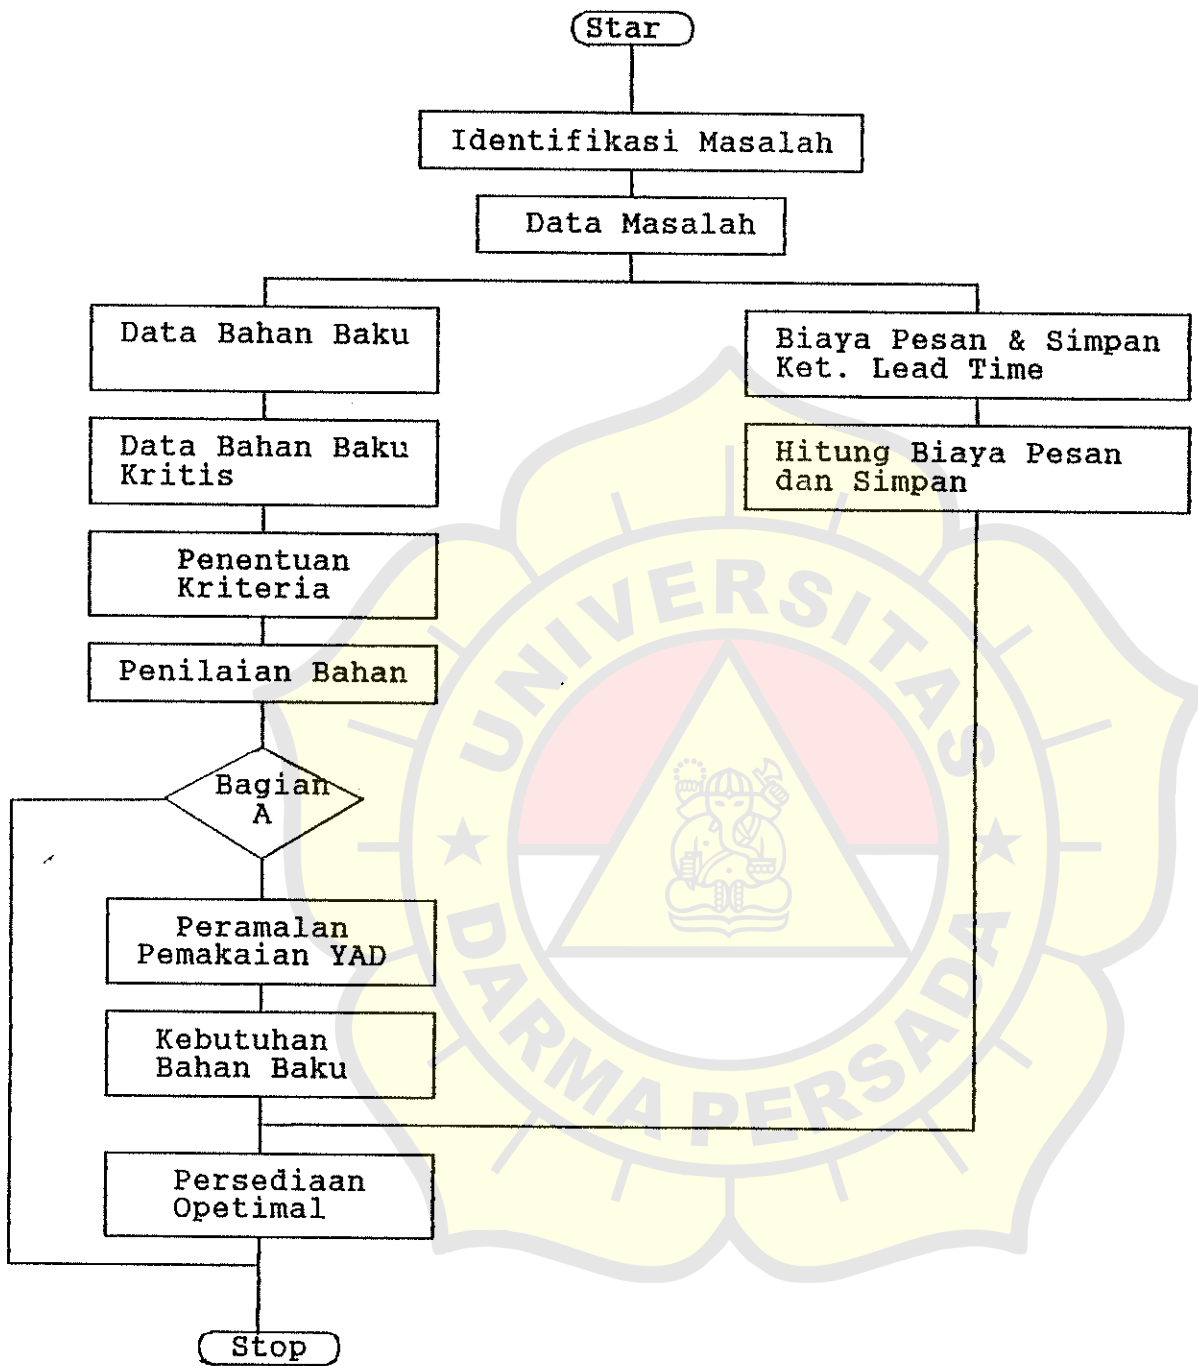 Star
Identifikasi Masalah
Data Masalah
Data Bahan Baku
Data Bahan Baku
Kritis
Penentuan
Kriteria
Penilaian Bahan
Bagian
A
Peramalan
Pemakaian YAD
Kebutuhan
Bahan Baku
Persediaan
Opetimal
Stop
Biaya Pesan & Simpan
Ket. Lead Time
Hitung Biaya Pesan
dan Simpan
UNIVERSITAS
DARMA PERSADA